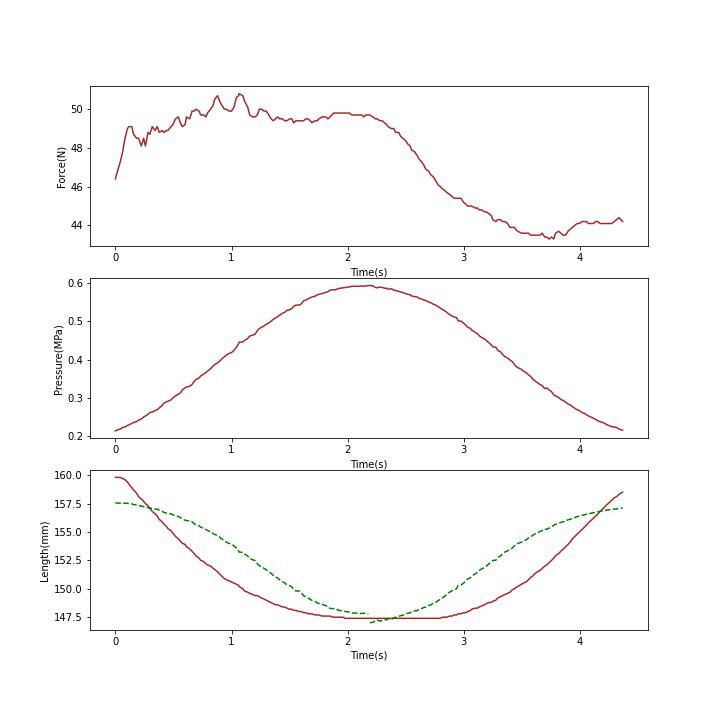 50
48
46
44
Force(N)
0 1 2 3 4
Time(s)
0.6
0.5
0.4
0.3
0.2
Pressure(MPa)
0 1 2 3 4
Time(s)
160.0
157.5
155.0
152.5
150.0
147.5
Length(mm)
0 1 2 3 4
Time(s)